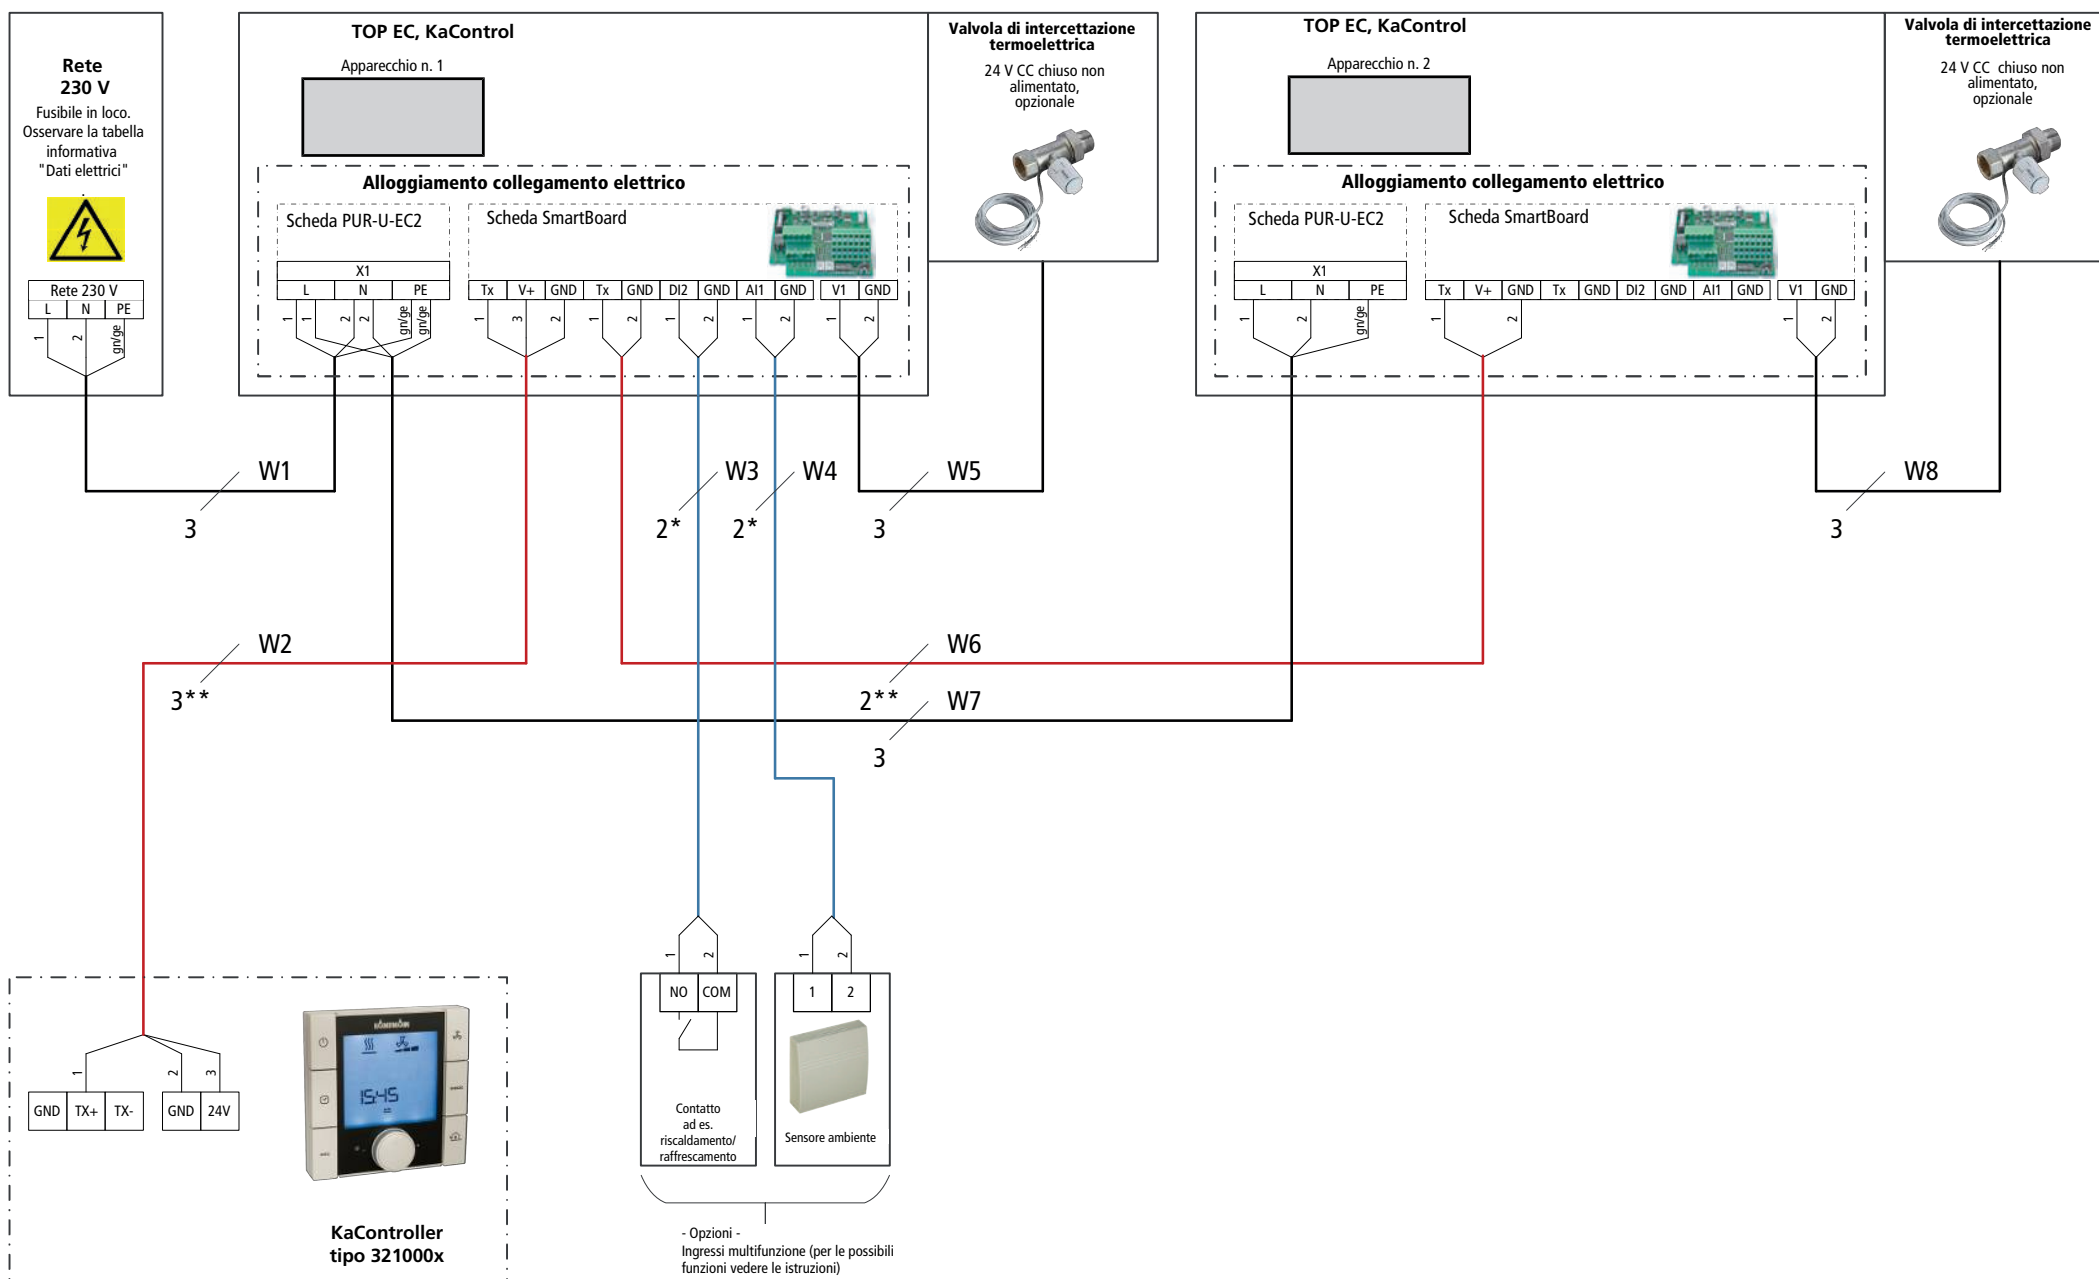 Rete
230 V
Fusibile in loco.
Osservare la tabella
informativa
"Dati elettrici"
Rete 230 V
L N PE
1 2 gn/ge
TOP EC, KaControl
Apparecchio n. 1
Alloggiamento collegamento elettrico
Scheda PUR-U-EC2
X1
L N PE
1 1 2 2 gn/ge gn/ge
Scheda SmartBoard
Tx V+ GND Tx GND DI2 GND AI1 GND V1 GND
1 3 2 1 2 1 2 1 2 1 2
Valvola di intercettazione
termoelettrica
24 V CC chiuso non
alimentato,
opzionale
TOP EC, KaControl
Apparecchio n. 2
Alloggiamento collegamento elettrico
Scheda PUR-U-EC2
X1
L N PE
1 2 gn/ge
Scheda SmartBoard
Tx V+ GND Tx GND DI2 GND AI1 GND V1 GND
1 2 1 2
Valvola di intercettazione
termoelettrica
24 V CC chiuso non
alimentato,
opzionale
W1
3
W3
2*
W4
2*
W5
3
W8
3
W2
3**
W6
2**
W7
3
1 2 3
GND TX+ TX- GND 24V
15:45
KaController
tipo 321000x
1 2
NO COM
Contatto
ad es.
riscaldamento/
raffrescamento
1 2
1 2
Sensore ambiente
- Opzioni -
Ingressi multifunzione (per le possibili
funzioni vedere le istruzioni)